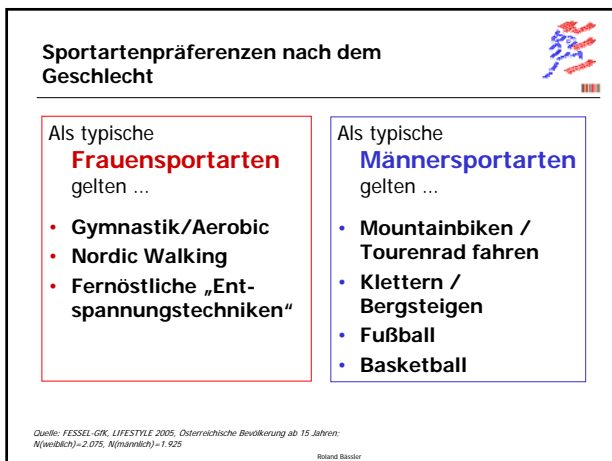 Sportartenpräferenzen nach dem
Geschlecht
Als typische
Frauensportarten
gelten ...
• Gymnastik/Aerobic
• Nordic Walking
• Fernöstliche „Ent-
spannungstechniken“
Als typische
Männersportarten
gelten ...
• Mountainbiken /
Tourenrad fahren
• Klettern /
Bergsteigen
• Fußball
• Basketball
Quelle: FESSEL-GfK, LIFESTYLE 2005, Österreichische Bevölkerung ab 15 Jahren;
N(weiblich)=2.075, N(männlich)=1.925
Roland Bässler